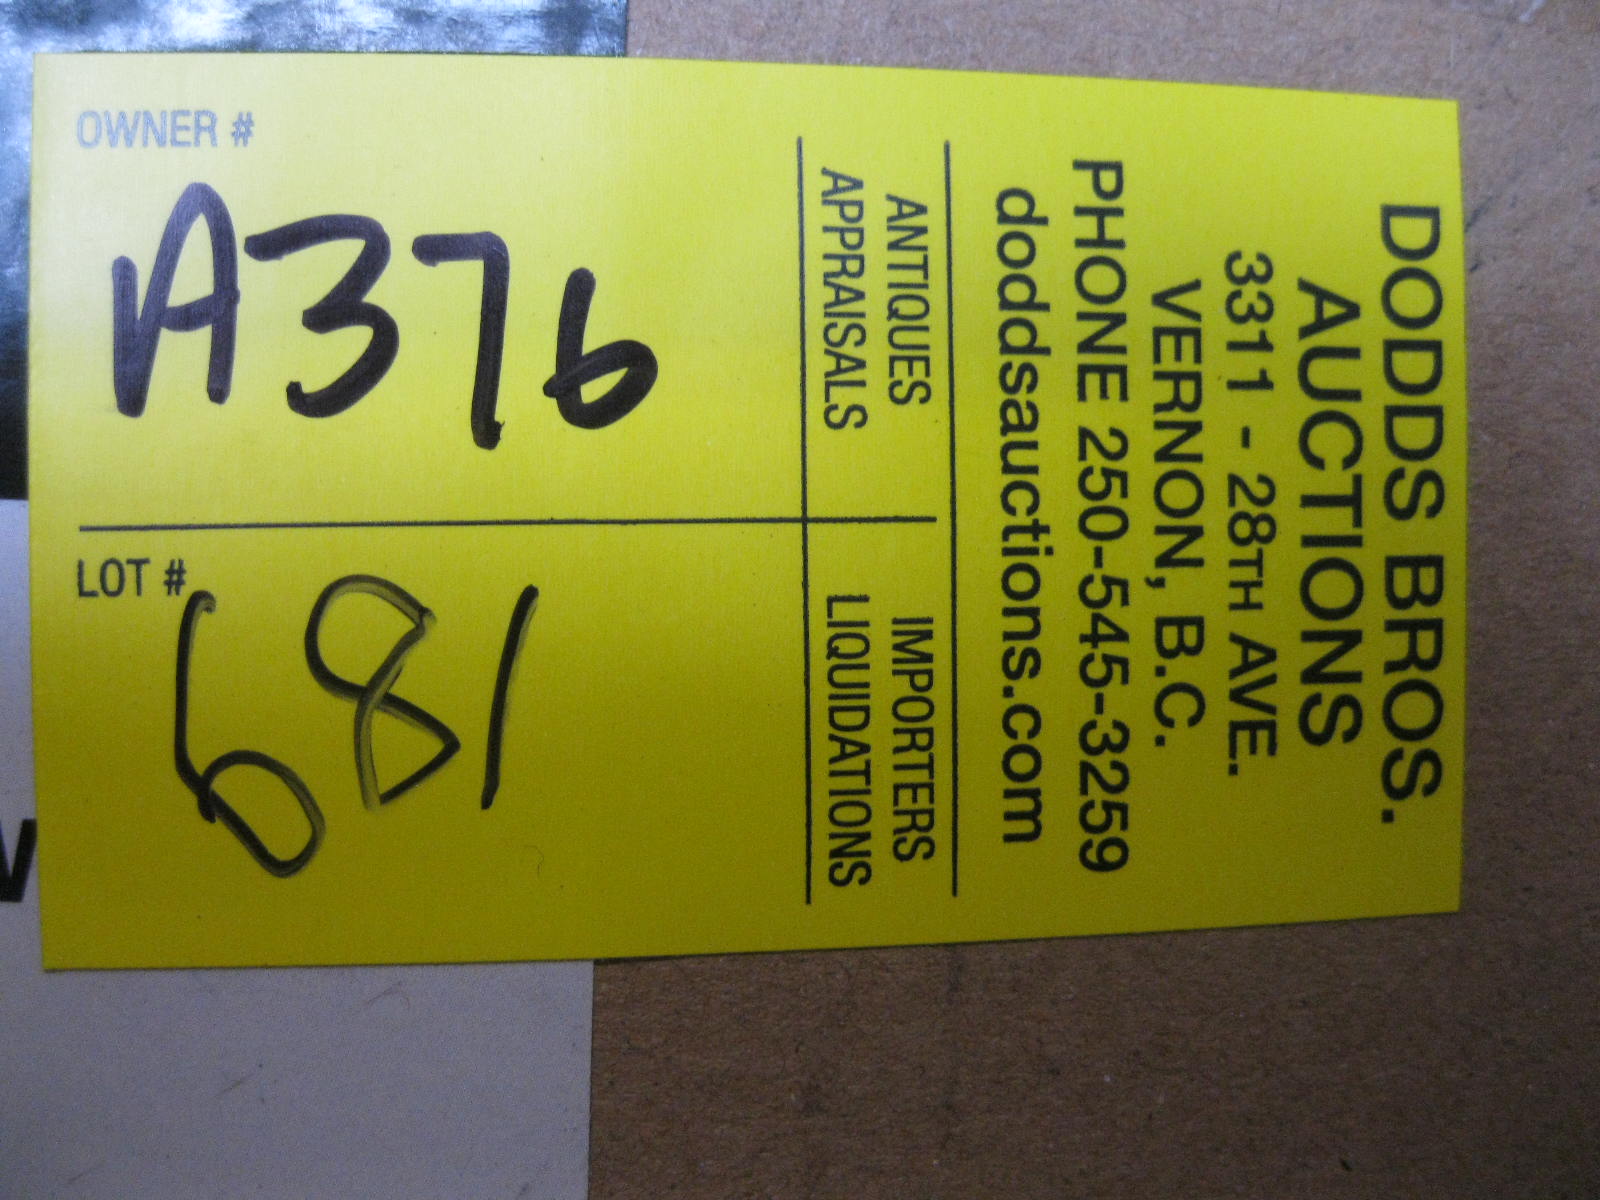 DODDS BROS.
AUCTIONS
3311 - 28TH AVE.
VERNON, B.C.
PHONE 250-545-3259
doddsauctions.com
ANTIQUES IMPORTERS
APPRAISALS LIQUIDATIONS
OWNER #
A376
LOT #
681